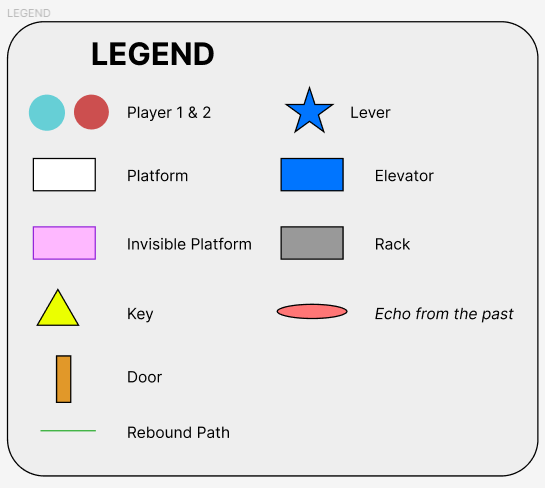 LEGEND
LEGEND
Player 1 & 2
Lever
Platform
Elevator
Invisible Platform
Rack
Key
Echo from the past
Door
Rebound Path